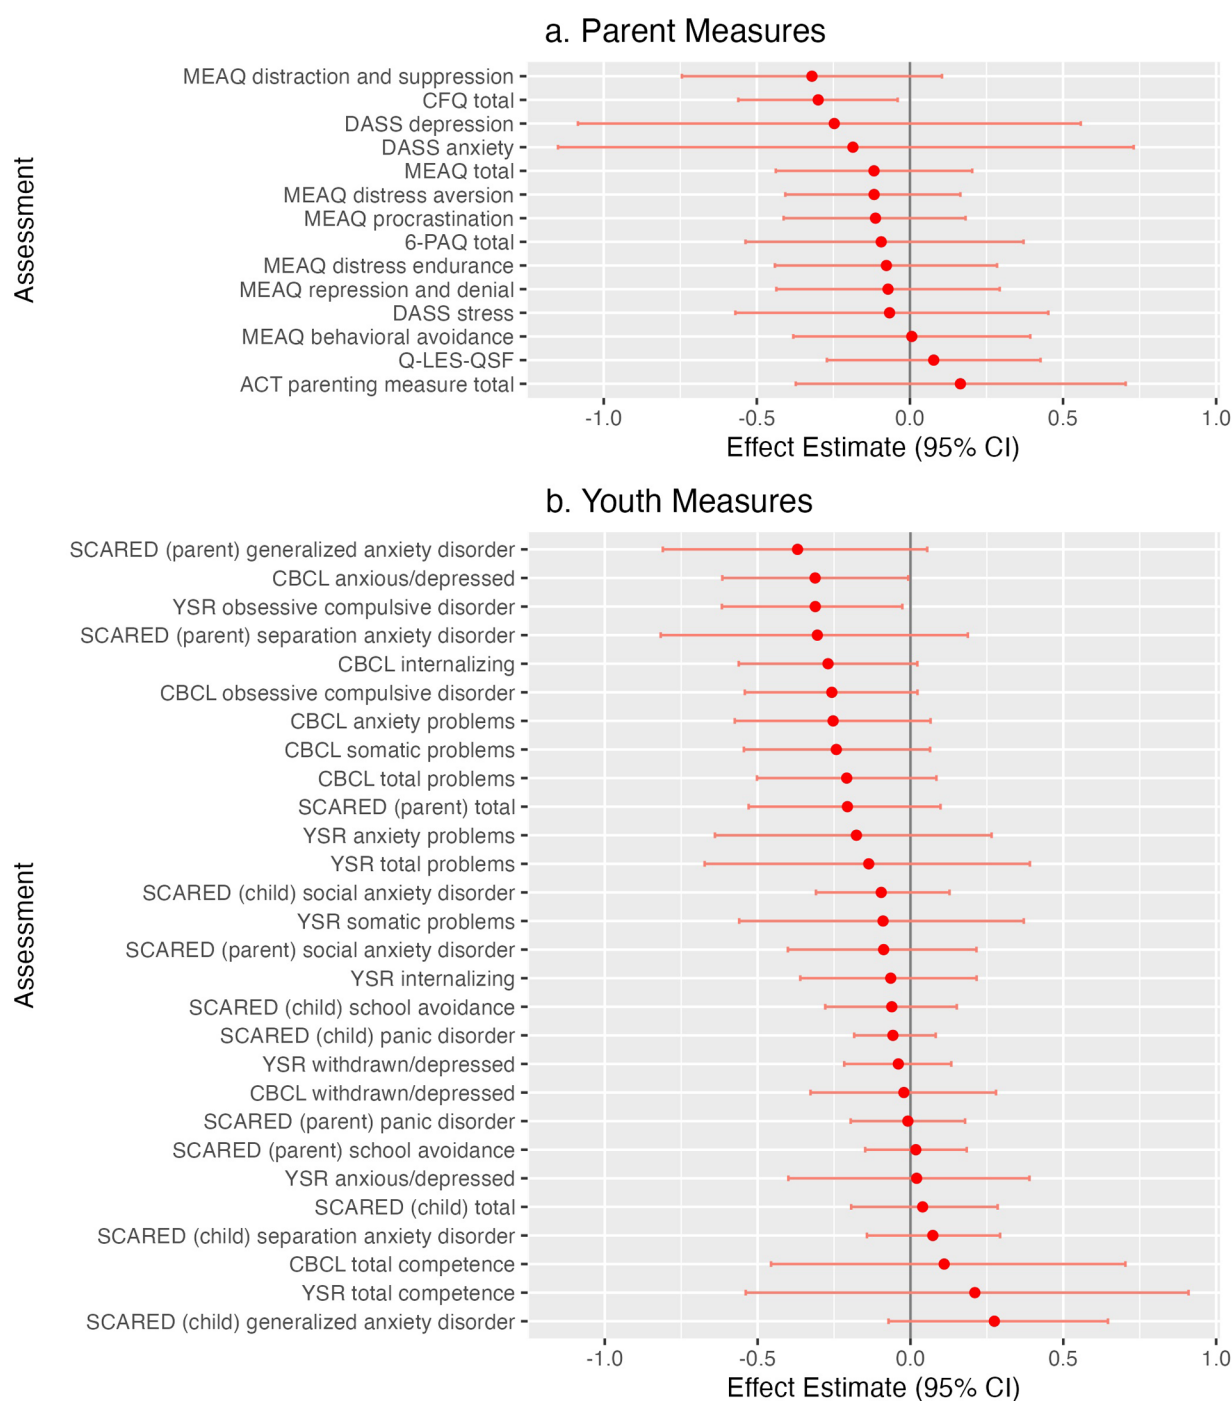 a. Parent Measures
Assessment
MEAQ distraction and suppression
CFQ total
DASS depression
DASS anxiety
MEAQ total
MEAQ distress aversion
MEAQ procrastination
6-PAQ total
MEAQ distress endurance
MEAQ repression and denial
DASS stress
MEAQ behavioral avoidance
Q-LES-QSF
ACT parenting measure total
-1.0 -0.5 0.0 0.5 1.0
Effect Estimate (95% CI)
b. Youth Measures
Assessment
SCARED (parent) generalized anxiety disorder
CBCL anxious/depressed
YSR obsessive compulsive disorder
SCARED (parent) separation anxiety disorder
CBCL internalizing
CBCL obsessive compulsive disorder
CBCL anxiety problems
CBCL somatic problems
CBCL total problems
SCARED (parent) total
YSR anxiety problems
YSR total problems
SCARED (child) social anxiety disorder
YSR somatic problems
SCARED (parent) social anxiety disorder
YSR internalizing
SCARED (child) school avoidance
SCARED (child) panic disorder
YSR withdrawn/depressed
CBCL withdrawn/depressed
SCARED (parent) panic disorder
SCARED (parent) school avoidance
YSR anxious/depressed
SCARED (child) total
SCARED (child) separation anxiety disorder
CBCL total competence
YSR total competence
SCARED (child) generalized anxiety disorder
-1.0 -0.5 0.0 0.5 1.0
Effect Estimate (95% CI)